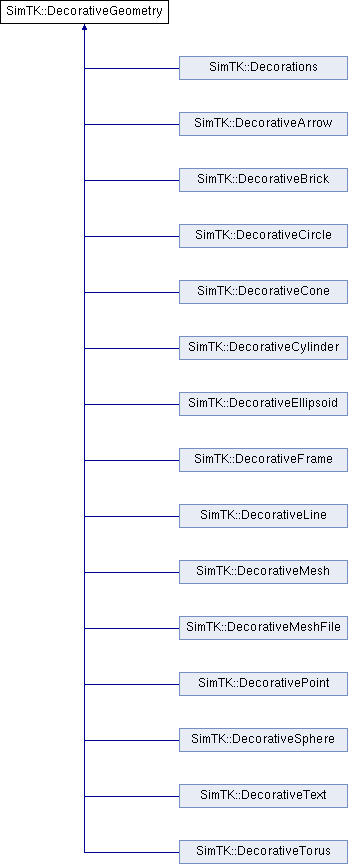 SimTK::DecorativeGeometry
SimTK::Decorations
SimTK::DecorativeArrow
SimTK::DecorativeBrick
SimTK::DecorativeCircle
SimTK::DecorativeCone
SimTK::DecorativeCylinder
SimTK::DecorativeEllipsoid
SimTK::DecorativeFrame
SimTK::DecorativeLine
SimTK::DecorativeMesh
SimTK::DecorativeMeshFile
SimTK::DecorativePoint
SimTK::DecorativeSphere
SimTK::DecorativeText
SimTK::DecorativeTorus